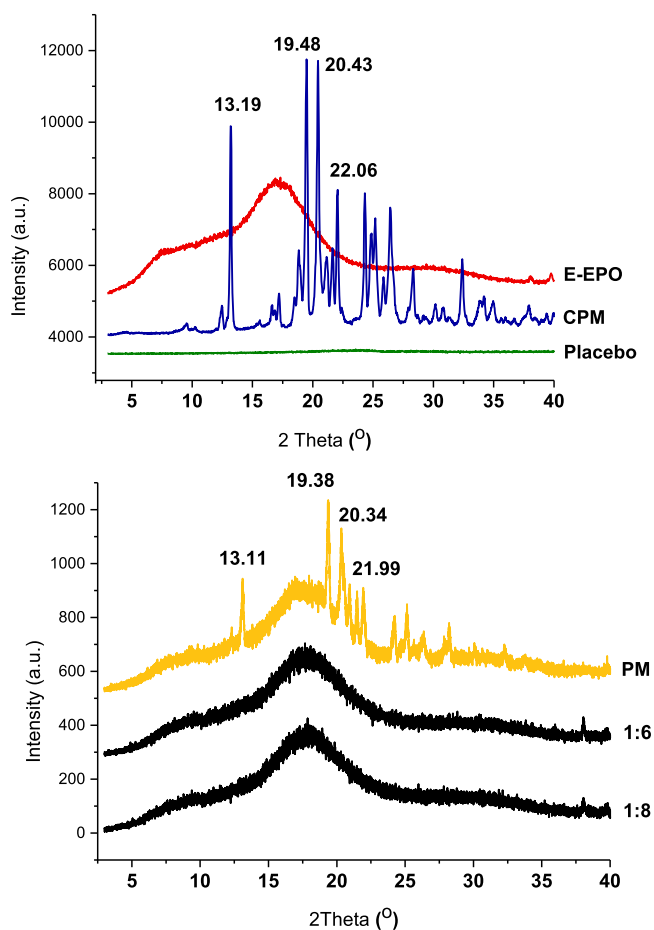 12000
10000
8000
6000
4000
Intensity (a.u.)
19.48
20.43
13.19
22.06
E-EPO
CPM
Placebo
5 10 15 20 25 30 35 40
2 Theta (O)
1200
1000
800
600
400
200
0
Intensity (a.u.)
19.38
20.34
13.11
21.99
PM
1:6
1:8
5 10 15 20 25 30 35 40
2Theta (O)